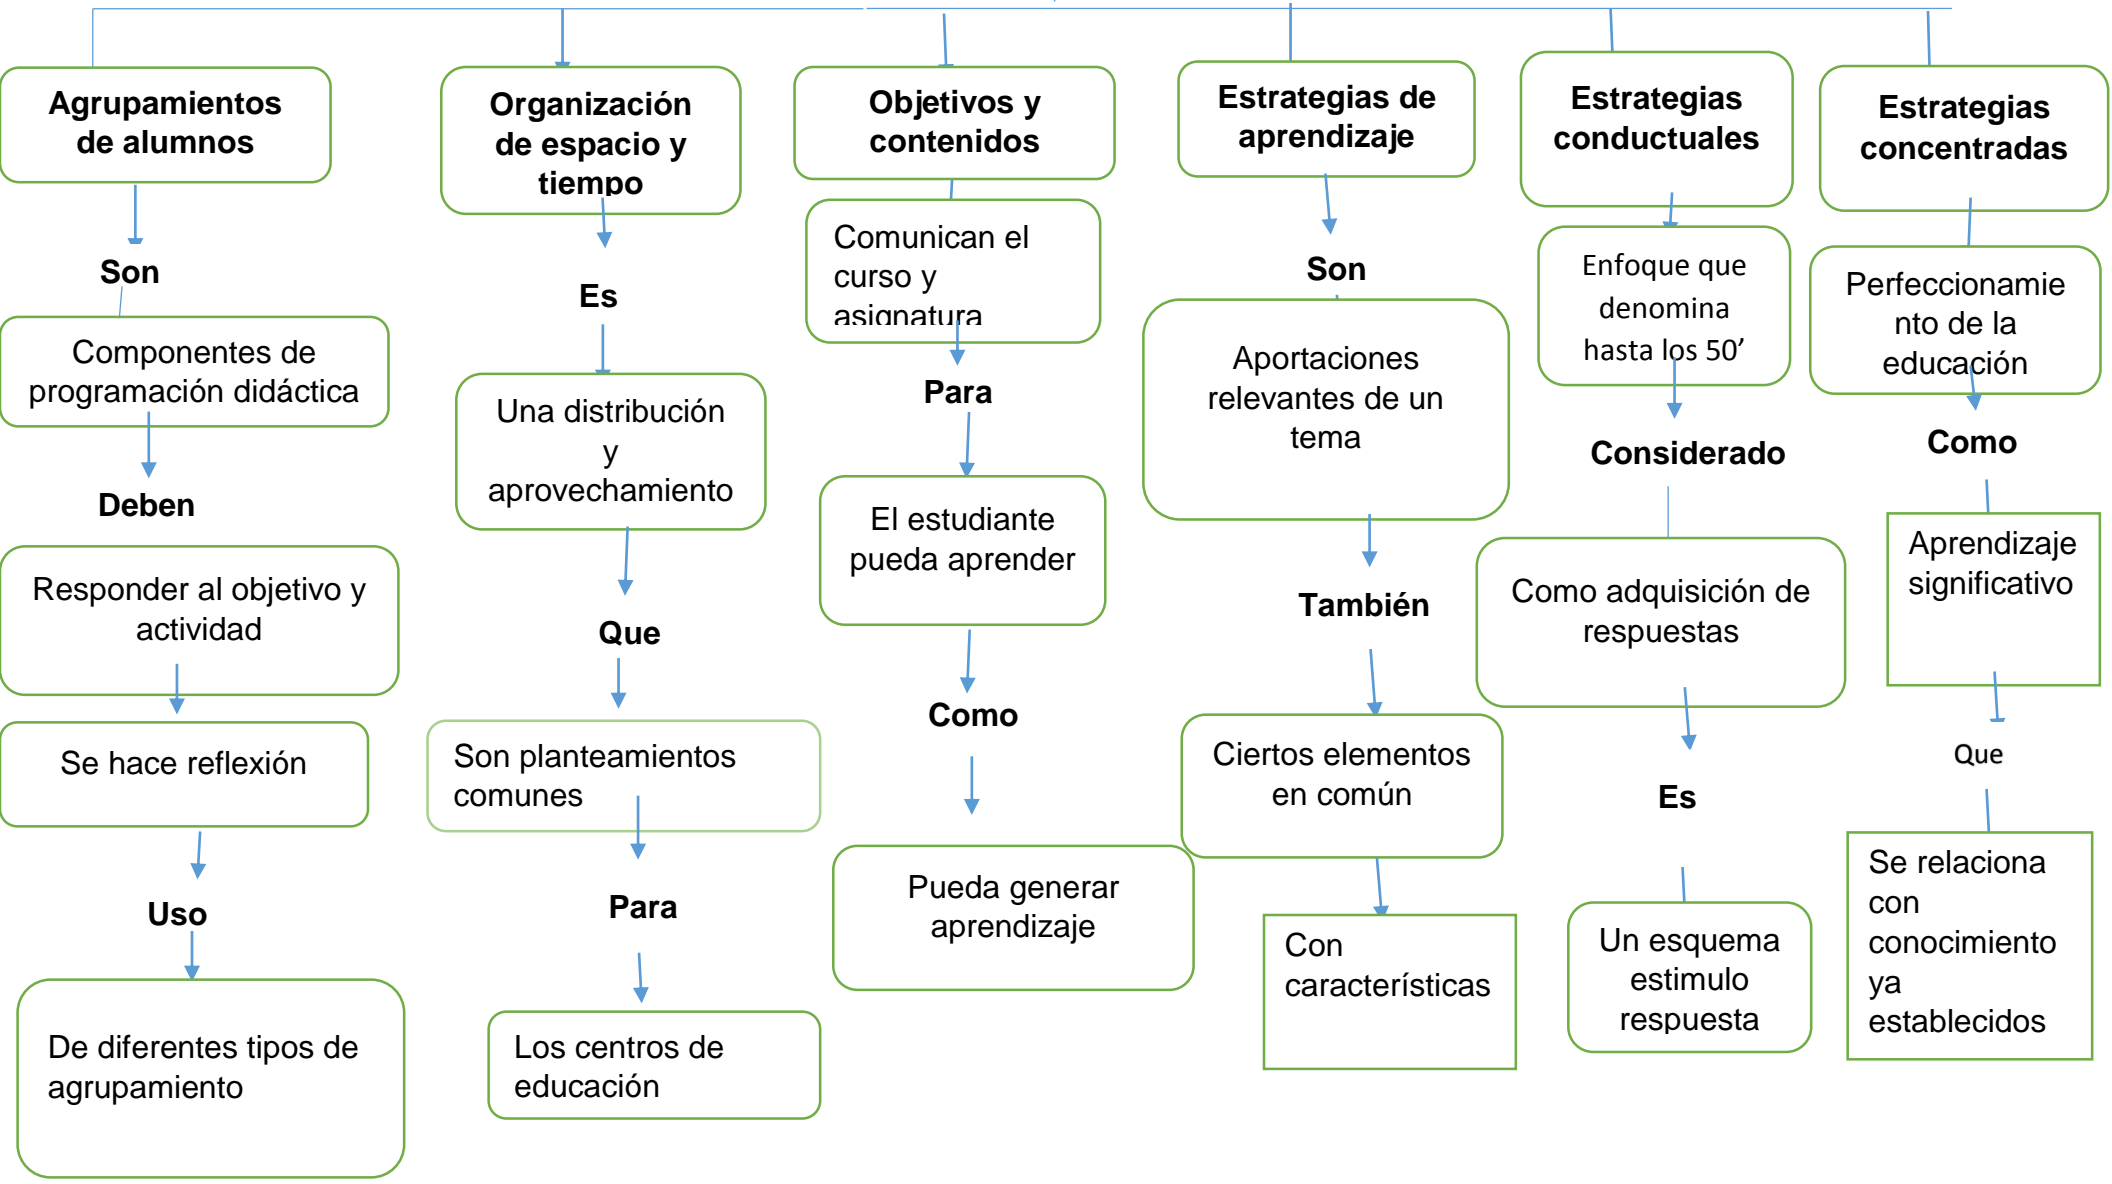 Agrupamientos
de alumnos
Son
Componentes de
programación didáctica
Deben
Responder al objetivo y
actividad
Se hace reflexión
Uso
De diferentes tipos de
agrupamiento
Organización
de espacio y
tiempo
Es
Una distribución
y
aprovechamiento
Que
Son planteamientos
comunes
Para
Los centros de
educación
Objetivos y
contenidos
Comunican el
curso y
asignatura
Para
El estudiante
pueda aprender
Como
Pueda generar
aprendizaje
Estrategias de
aprendizaje
Son
Aportaciones
relevantes de un
tema
También
Ciertos elementos
en común
Con
características
Estrategias
conductuales
Enfoque que
denomina
hasta los 50’
Considerado
Como adquisición de
respuestas
Es
Un esquema
estimulo
respuesta
Estrategias
concentradas
Perfeccionamie
nto de la
educación
Como
Aprendizaje
significativo
Que
Se relaciona
con
conocimiento
ya
establecidos